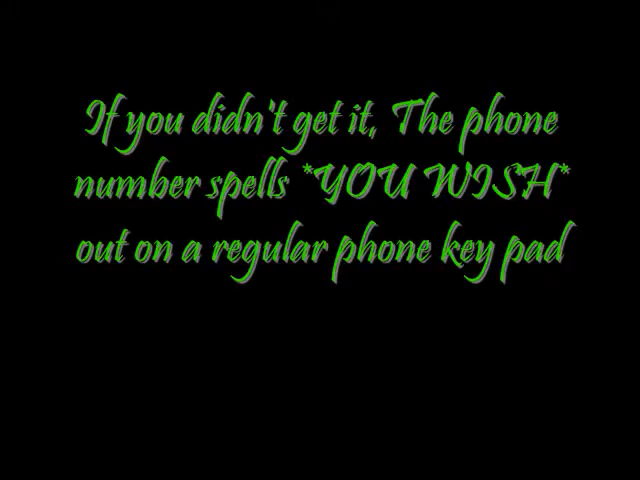 If you didn't get it, The phone
number spells *YOU WISH*
out on a regular phone key pad